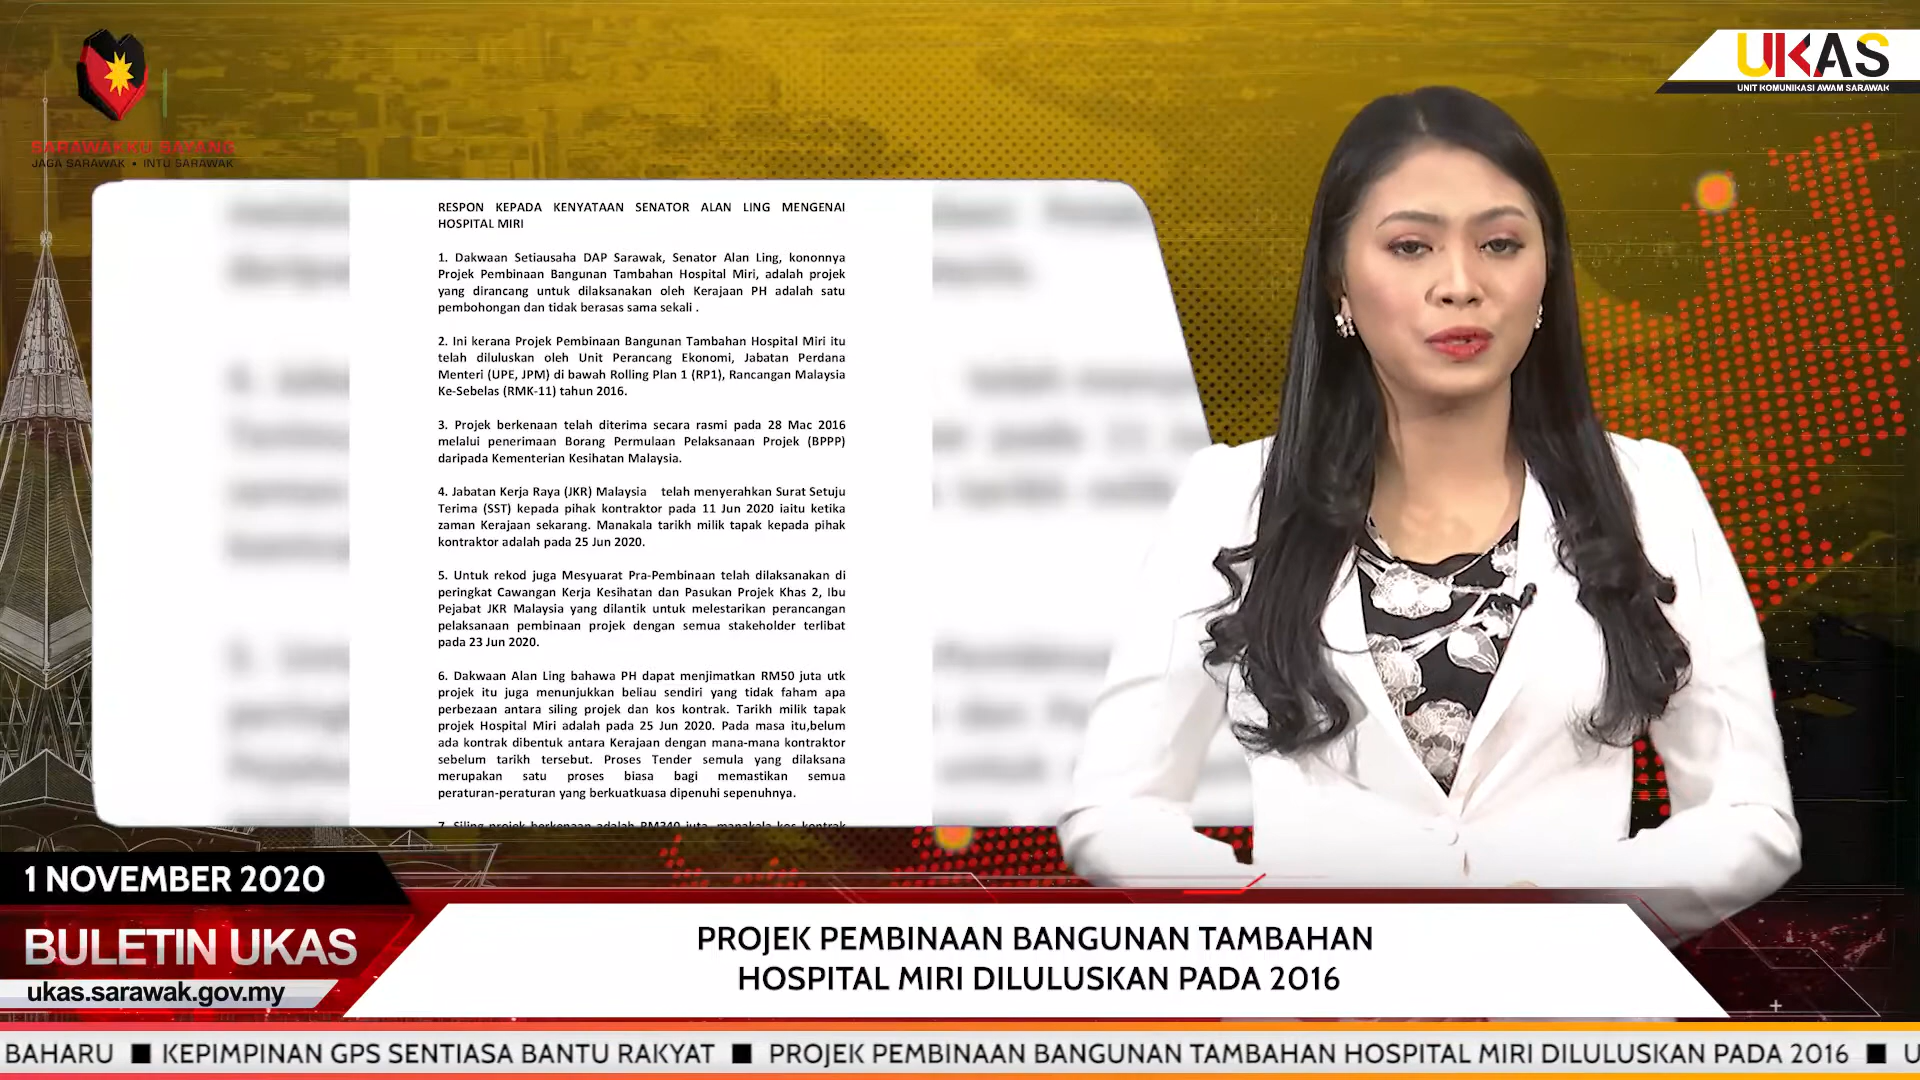 SARAWAKKU SAYANG
JAGA SARAWAK • INTU SARAWAK
UKAS
UNIT KOMUNIKASI AWAM SARAWAK
RESPON KEPADA KENYATAAN SENATOR ALAN LING MENGENAI
HOSPITAL MIRI
1. Dakwaan Setiausaha DAP Sarawak, Senator Alan Ling, kononnya
Projek Pembinaan Bangunan Tambahan Hospital Miri, adalah projek
yang dirancang untuk dilaksanakan oleh Kerajaan PH adalah satu
pembohongan dan tidak berasas sama sekali .
2. Ini kerana Projek Pembinaan Bangunan Tambahan Hospital Miri itu
telah diluluskan oleh Unit Perancang Ekonomi, Jabatan Perdana
Menteri (UPE, JPM) di bawah Rolling Plan 1 (RP1), Rancangan Malaysia
Ke-Sebelas (RMK-11) tahun 2016.
3. Projek berkenaan telah diterima secara rasmi pada 28 Mac 2016
melalui penerimaan Borang Permulaan Pelaksanaan Projek (BPPP)
daripada Kementerian Kesihatan Malaysia.
4. Jabatan Kerja Raya (JKR) Malaysia telah menyerahkan Surat Setuju
Terima (SST) kepada pihak kontraktor pada 11 Jun 2020 iaitu ketika
zaman Kerajaan sekarang. Manakala tarikh milik tapak kepada pihak
kontraktor adalah pada 25 Jun 2020.
5. Untuk rekod juga Mesyuarat Pra-Pembinaan telah dilaksanakan di
peringkat Cawangan Kerja Kesihatan dan Pasukan Projek Khas 2, Ibu
Pejabat JKR Malaysia yang dilantik untuk melestarikan perancangan
pelaksanaan pembinaan projek dengan semua stakeholder terlibat
pada 23 Jun 2020.
6. Dakwaan Alan Ling bahawa PH dapat menjimatkan RM50 juta utk
projek itu juga menunjukkan beliau sendiri yang tidak faham apa
perbezaan antara siling projek dan kos kontrak. Tarikh milik tapak
projek Hospital Miri adalah pada 25 Jun 2020. Pada masa itu,belum
ada kontrak dibentuk antara Kerajaan dengan mana-mana kontraktor
sebelum tarikh tersebut. Proses Tender semula yang dilaksana
merupakan satu proses biasa bagi memastikan semua
peraturan-peraturan yang berkuatkuasa dipenuhi sepenuhnya.
7. Siling projek berkenaan adalah RM340 juta, manakala kos kontrak
1 NOVEMBER 2020
BULETIN UKAS
ukas.sarawak.gov.my
PROJEK PEMBINAAN BANGUNAN TAMBAHAN
HOSPITAL MIRI DILULUSKAN PADA 2016
BAHARU ■ KEPIMPINAN GPS SENTIASA BANTU RAKYAT ■ PROJEK PEMBINAAN BANGUNAN TAMBAHAN HOSPITAL MIRI DILULUSKAN PADA 2016 ■ U